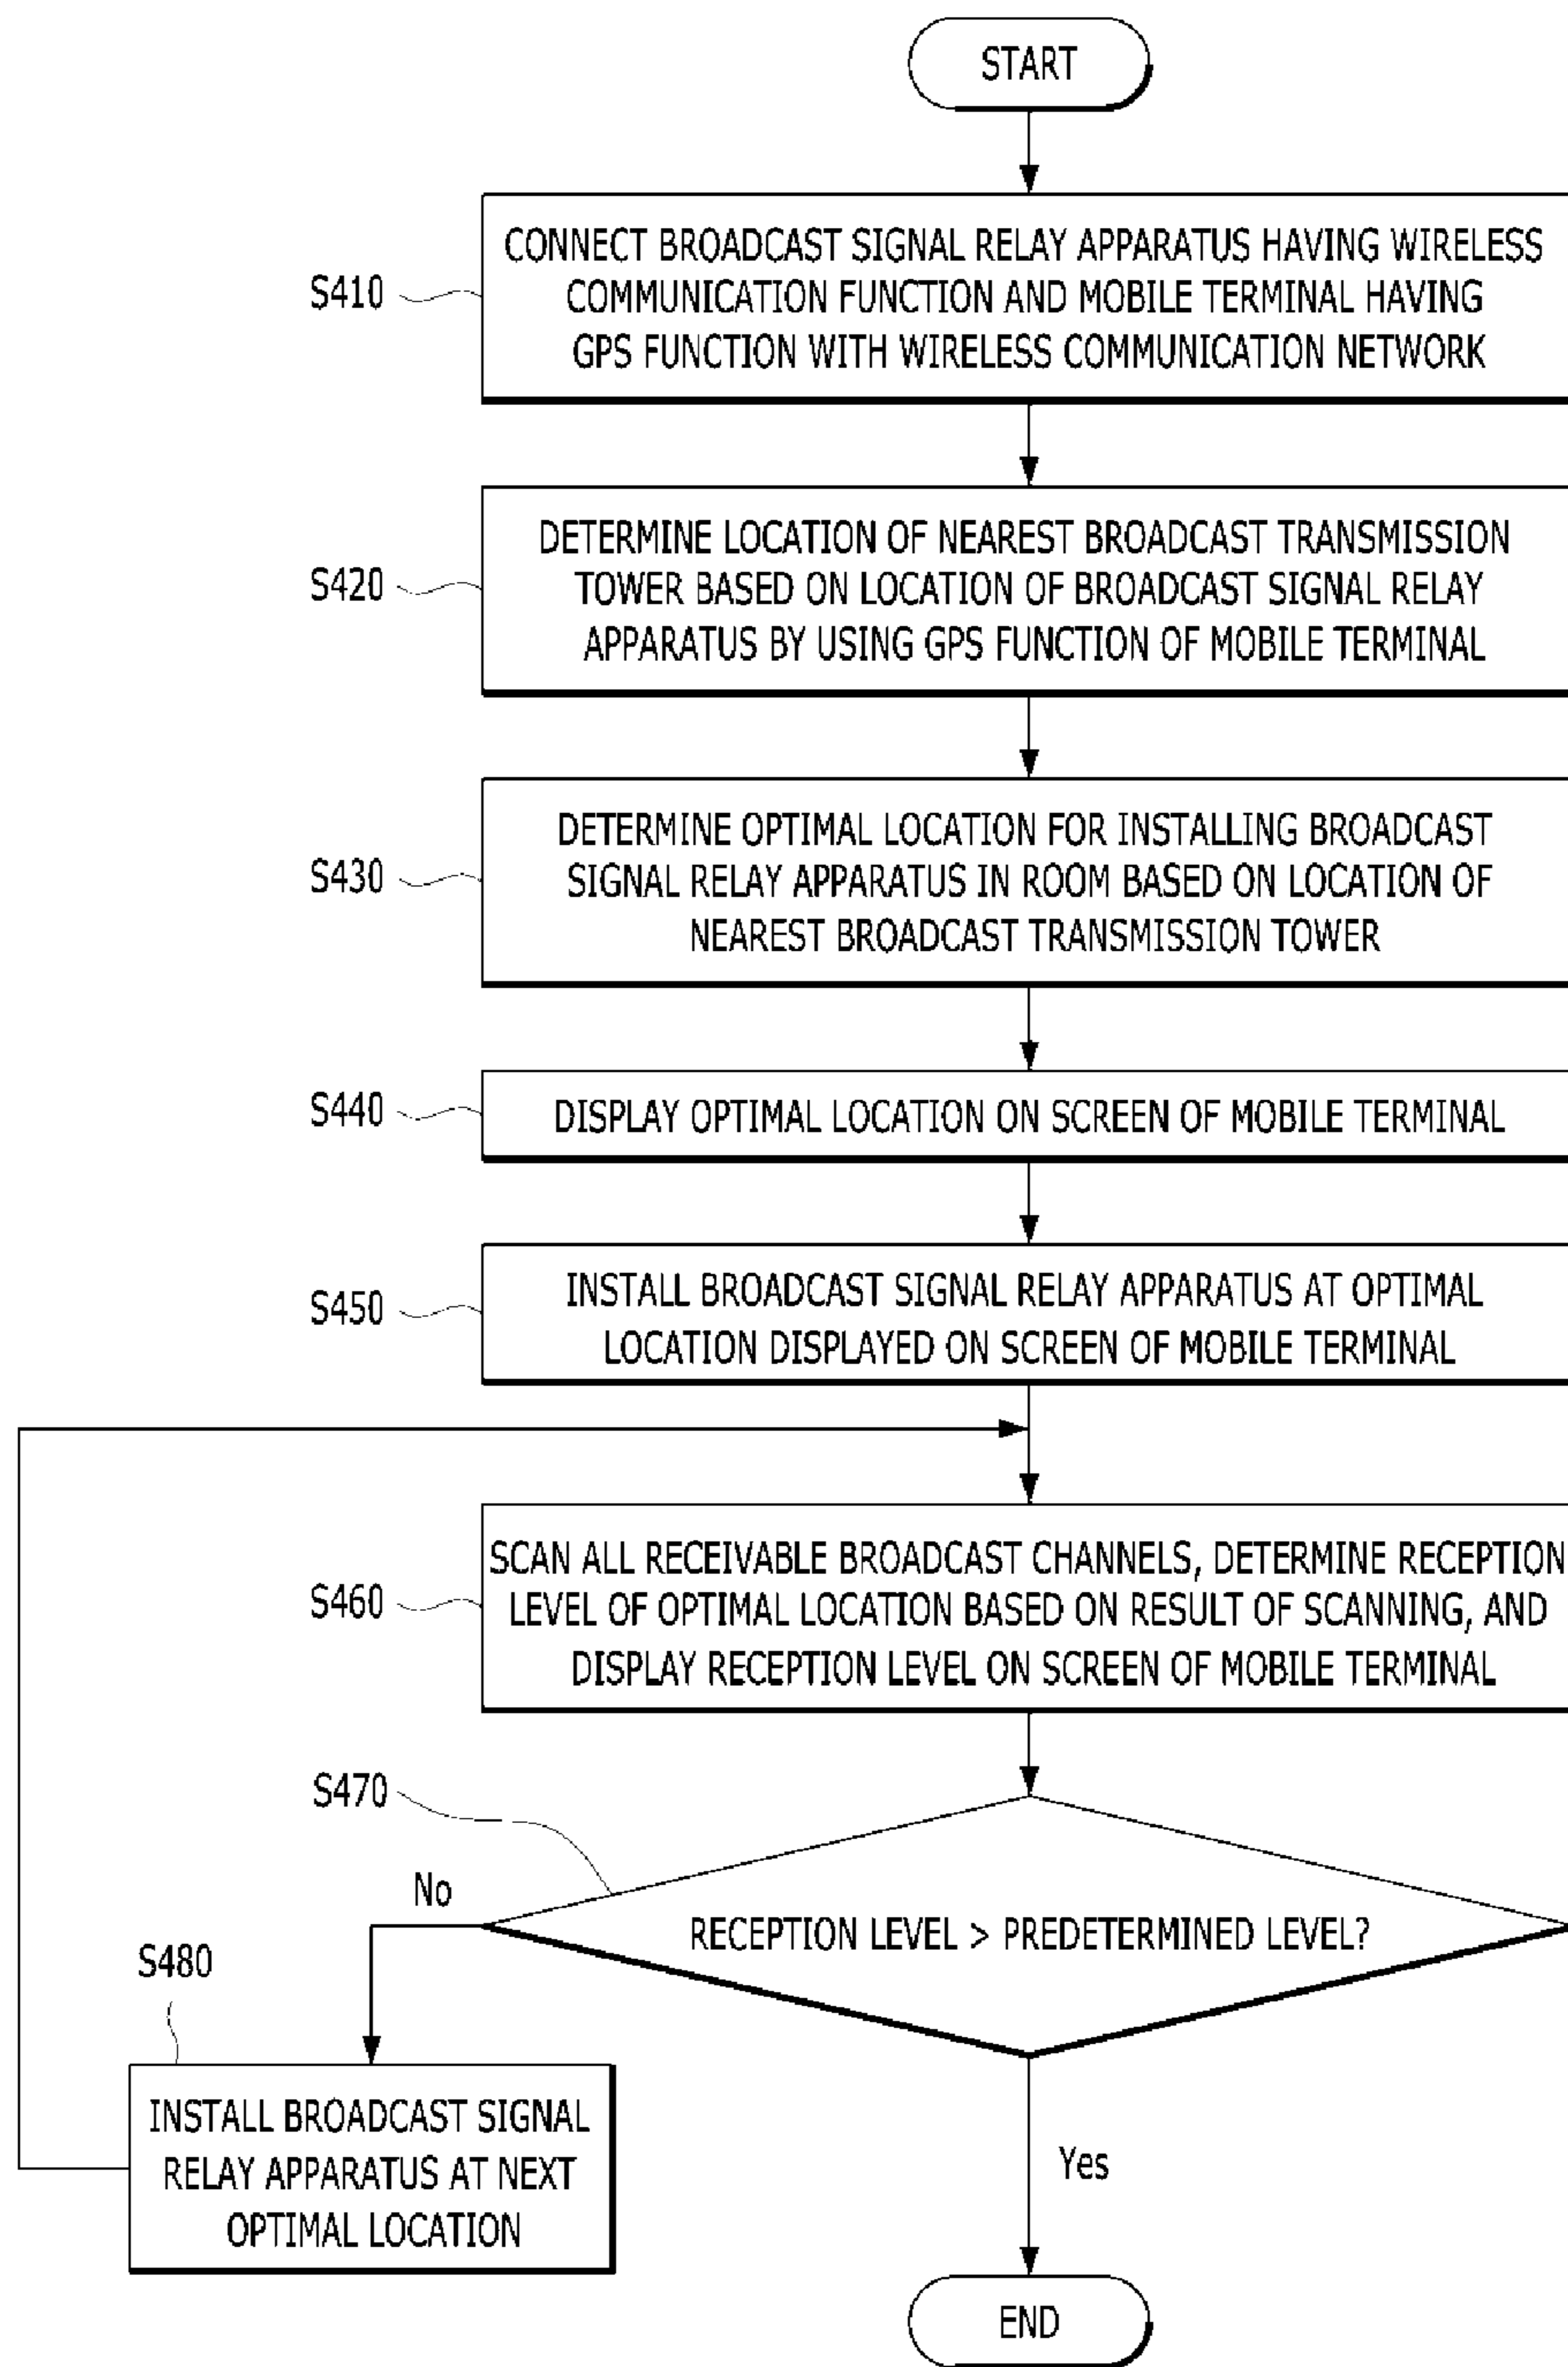 START
S410
CONNECT BROADCAST SIGNAL RELAY APPARATUS HAVING WIRELESS
COMMUNICATION FUNCTION AND MOBILE TERMINAL HAVING
GPS FUNCTION WITH WIRELESS COMMUNICATION NETWORK
S420
DETERMINE LOCATION OF NEAREST BROADCAST TRANSMISSION
TOWER BASED ON LOCATION OF BROADCAST SIGNAL RELAY
APPARATUS BY USING GPS FUNCTION OF MOBILE TERMINAL
S430
DETERMINE OPTIMAL LOCATION FOR INSTALLING BROADCAST
SIGNAL RELAY APPARATUS IN ROOM BASED ON LOCATION OF
NEAREST BROADCAST TRANSMISSION TOWER
S440
DISPLAY OPTIMAL LOCATION ON SCREEN OF MOBILE TERMINAL
S450
INSTALL BROADCAST SIGNAL RELAY APPARATUS AT OPTIMAL
LOCATION DISPLAYED ON SCREEN OF MOBILE TERMINAL
S460
SCAN ALL RECEIVABLE BROADCAST CHANNELS, DETERMINE RECEPTION
LEVEL OF OPTIMAL LOCATION BASED ON RESULT OF SCANNING, AND
DISPLAY RECEPTION LEVEL ON SCREEN OF MOBILE TERMINAL
S470
No
RECEPTION LEVEL > PREDETERMINED LEVEL?
S480
INSTALL BROADCAST SIGNAL
RELAY APPARATUS AT NEXT
OPTIMAL LOCATION
Yes
END